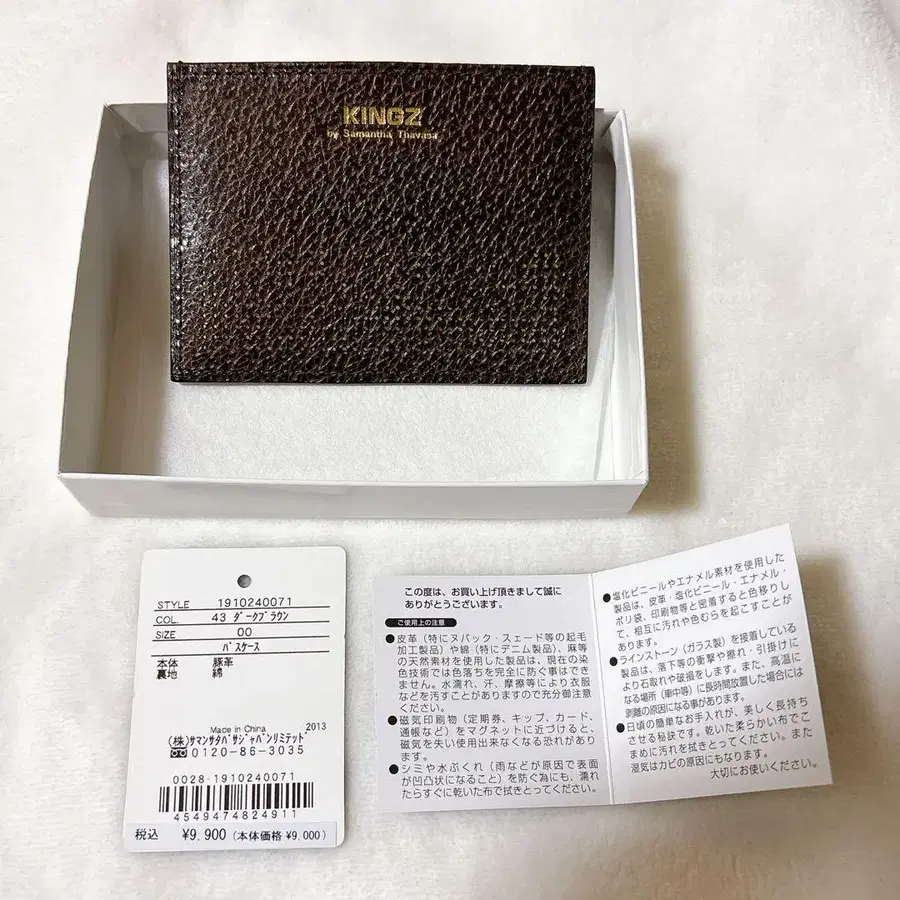 KINGZ
by Samantha Thavasa
STYLE 1910240071
COL. 43 ﾀﾞｰｸﾌﾞﾗｳﾝ
SIZE 00
ﾊﾟｽｹｰｽ
本体 豚革
裏地 綿
Made in China 2013
(株)ｻﾏﾝｻﾀﾊﾞｻｼﾞｬﾊﾟﾝﾘﾐﾃｯﾄﾞ
0120-86-3035
0028-1910240071
4549474824911
税込 ¥9,900 (本体価格 ¥9,000)
この度は、お買い上げ頂きまして誠に
ありがとうございます。
ご使用上の注意
●皮革（特にヌバック・スェード等の起毛
加工製品）や綿（特にデニム製品）、麻等
の天然素材を使用した製品は、現在の染
色技術では色落ちを完全に防ぐ事はでき
ません。水濡れ、汗、摩擦等により衣服
などを汚すことがありますので充分御注意
ください。
●磁気印刷物（定期券、キップ、カード、
通帳など）をマグネットに近づけると、
磁気を失い使用出来なくなる恐れがあり
ます。
●シミや水ぶくれ（雨などが原因で表面
が凹凸状になること）を防ぐ為にも、濡れ
たらすぐに乾いた布で拭きとってください。
●塩化ビニールやエナメル素材を使用した
製品は、皮革・塩化ビニール・エナメル・
ポリ袋、印刷物等と密着すると色移りし
て、相互に汚れや色むらを起こすことが
あります。
●ラインストーン（ガラス製）を接着している
製品は、落下等の衝撃や擦れ・引掛けに
より石取れや破損をします。また、高温に
なる場所（車中等）に長時間放置した場合には
剥離の原因になる事があります。
●日頃の簡単なお手入れが、美しく長持ち
させる秘訣です。乾いた柔らかい布でこ
まめに汚れを拭きとってください。また
湿気はカビの原因にもなります。
大切にお使いください。